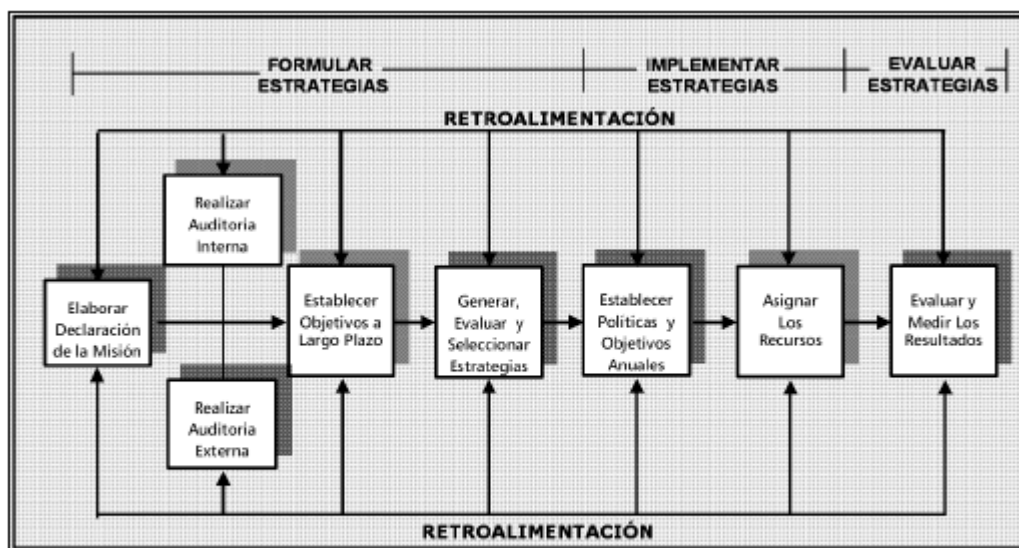 FORMULAR
ESTRATEGIAS
IMPLEMENTAR
ESTRATEGIAS
EVALUAR
ESTRATEGIAS
RETROALIMENTACIÓN
Realizar
Auditoria
Interna
Elaborar
Declaración
de la Misión
Realizar
Auditoria
Externa
Establecer
Objetivos a
Largo Plazo
Generar,
Evaluar y
Seleccionar
Estrategias
Establecer
Políticas y
Objetivos
Anuales
Asignar
Los
Recursos
Evaluar y
Medir Los
Resultados
RETROALIMENTACIÓN